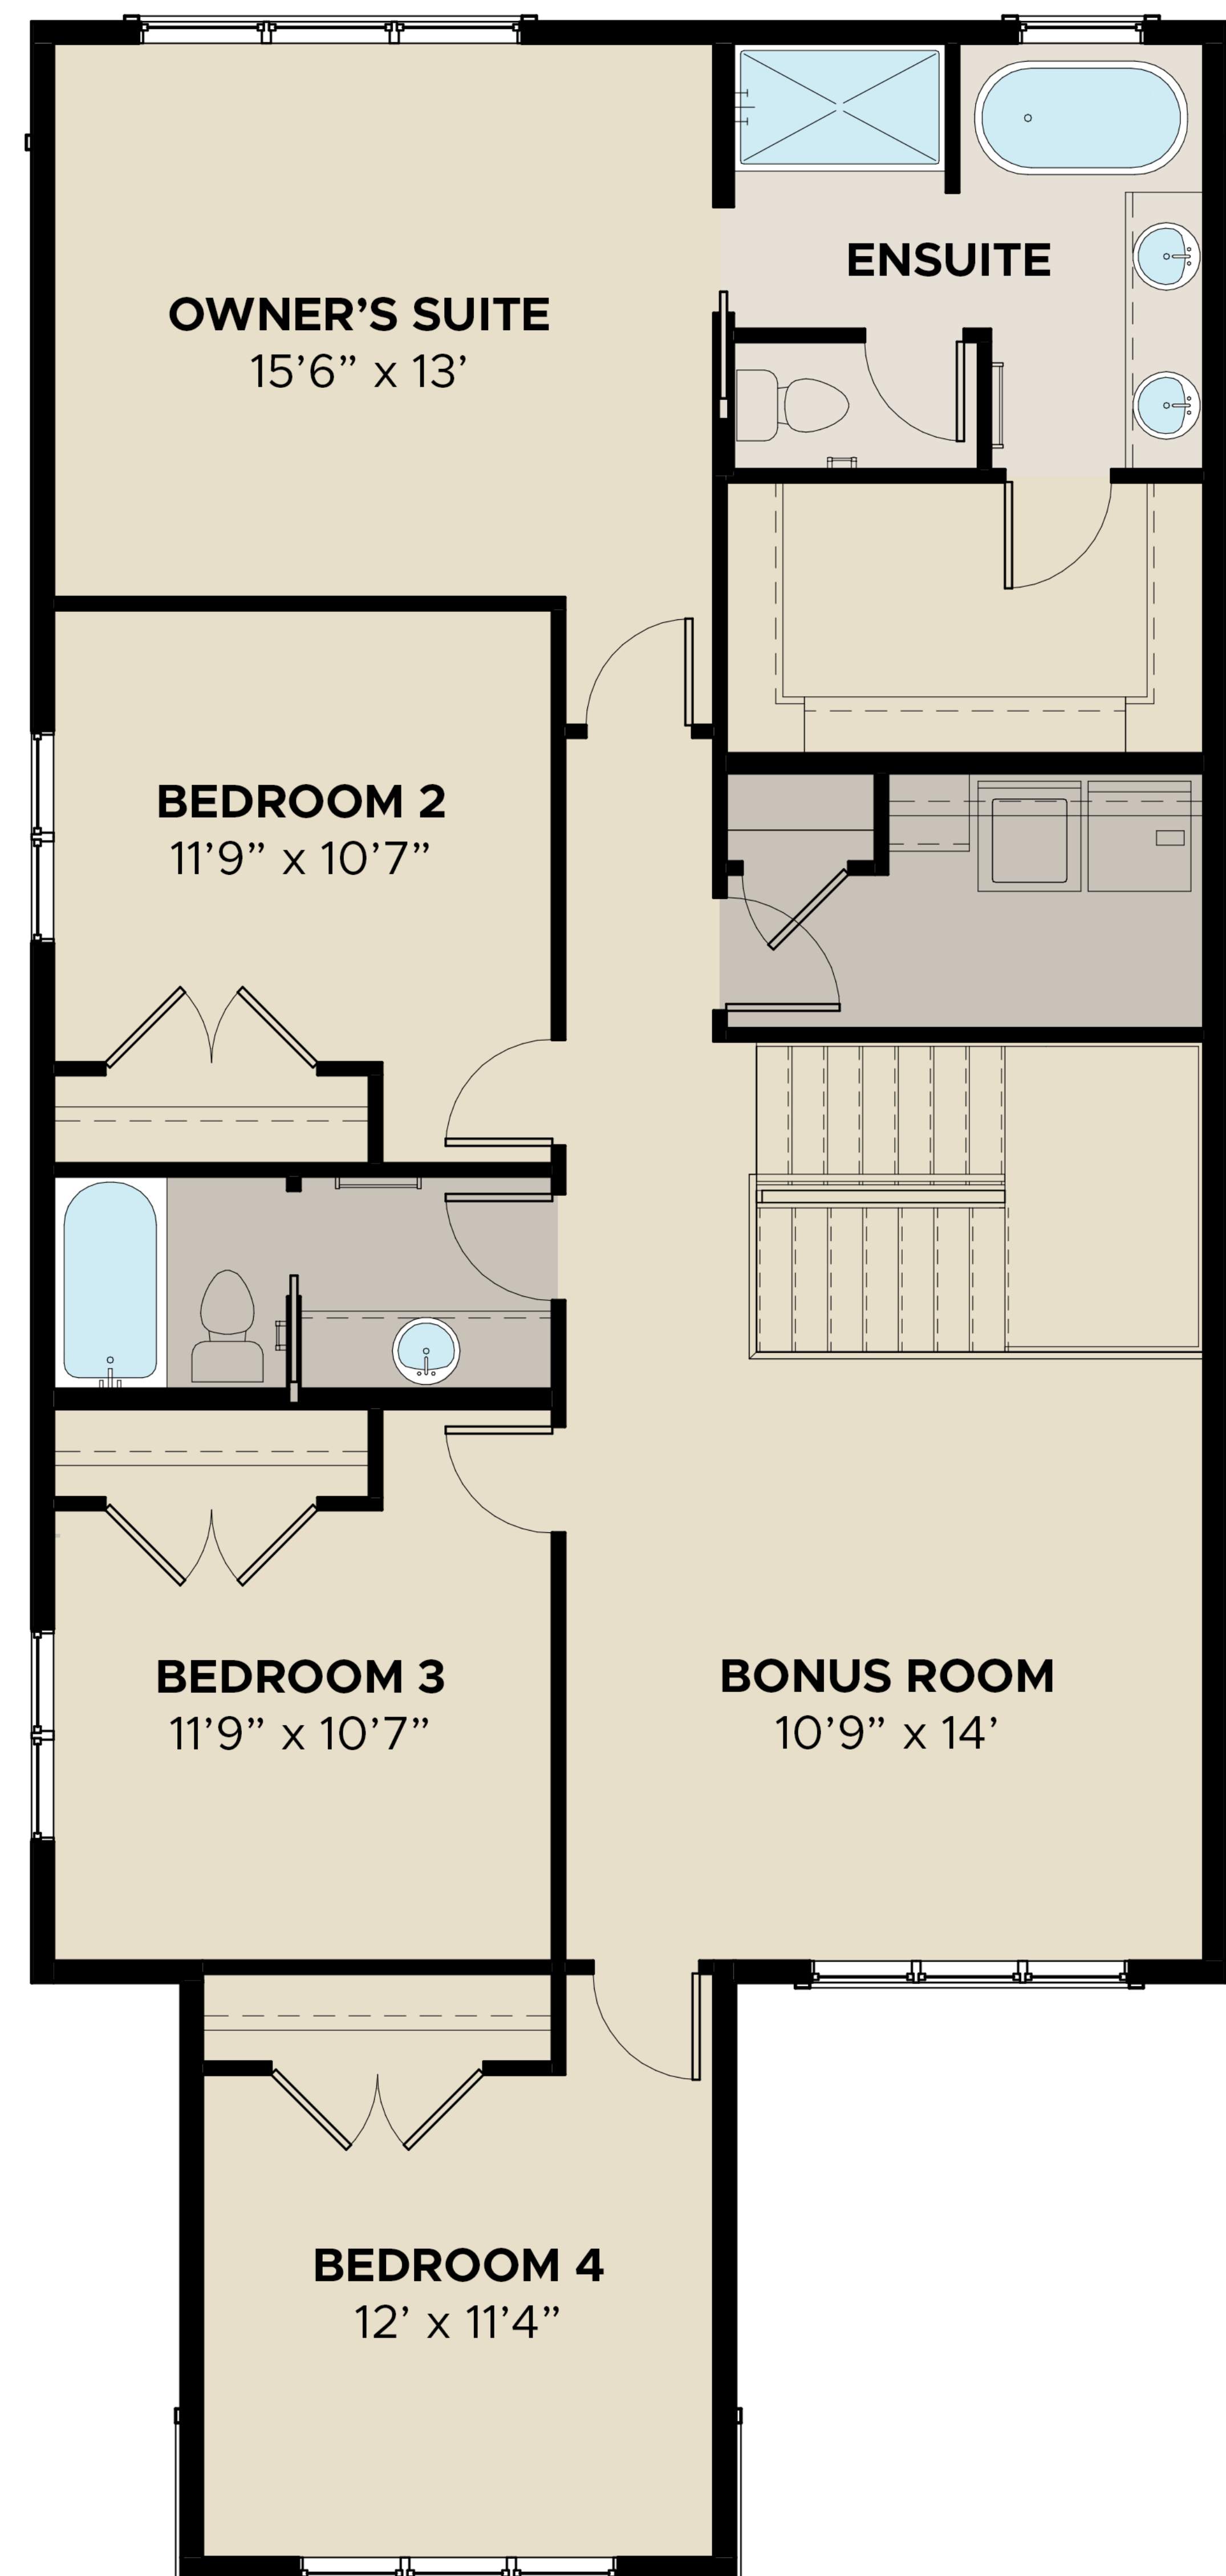 ENSUITE
OWNER’S SUITE
15’6” x 13’
BEDROOM 2
11’9” x 10’7”
BEDROOM 3
11’9” x 10’7”
BONUS ROOM
10’9” x 14’
BEDROOM 4
12’ x 11’4”